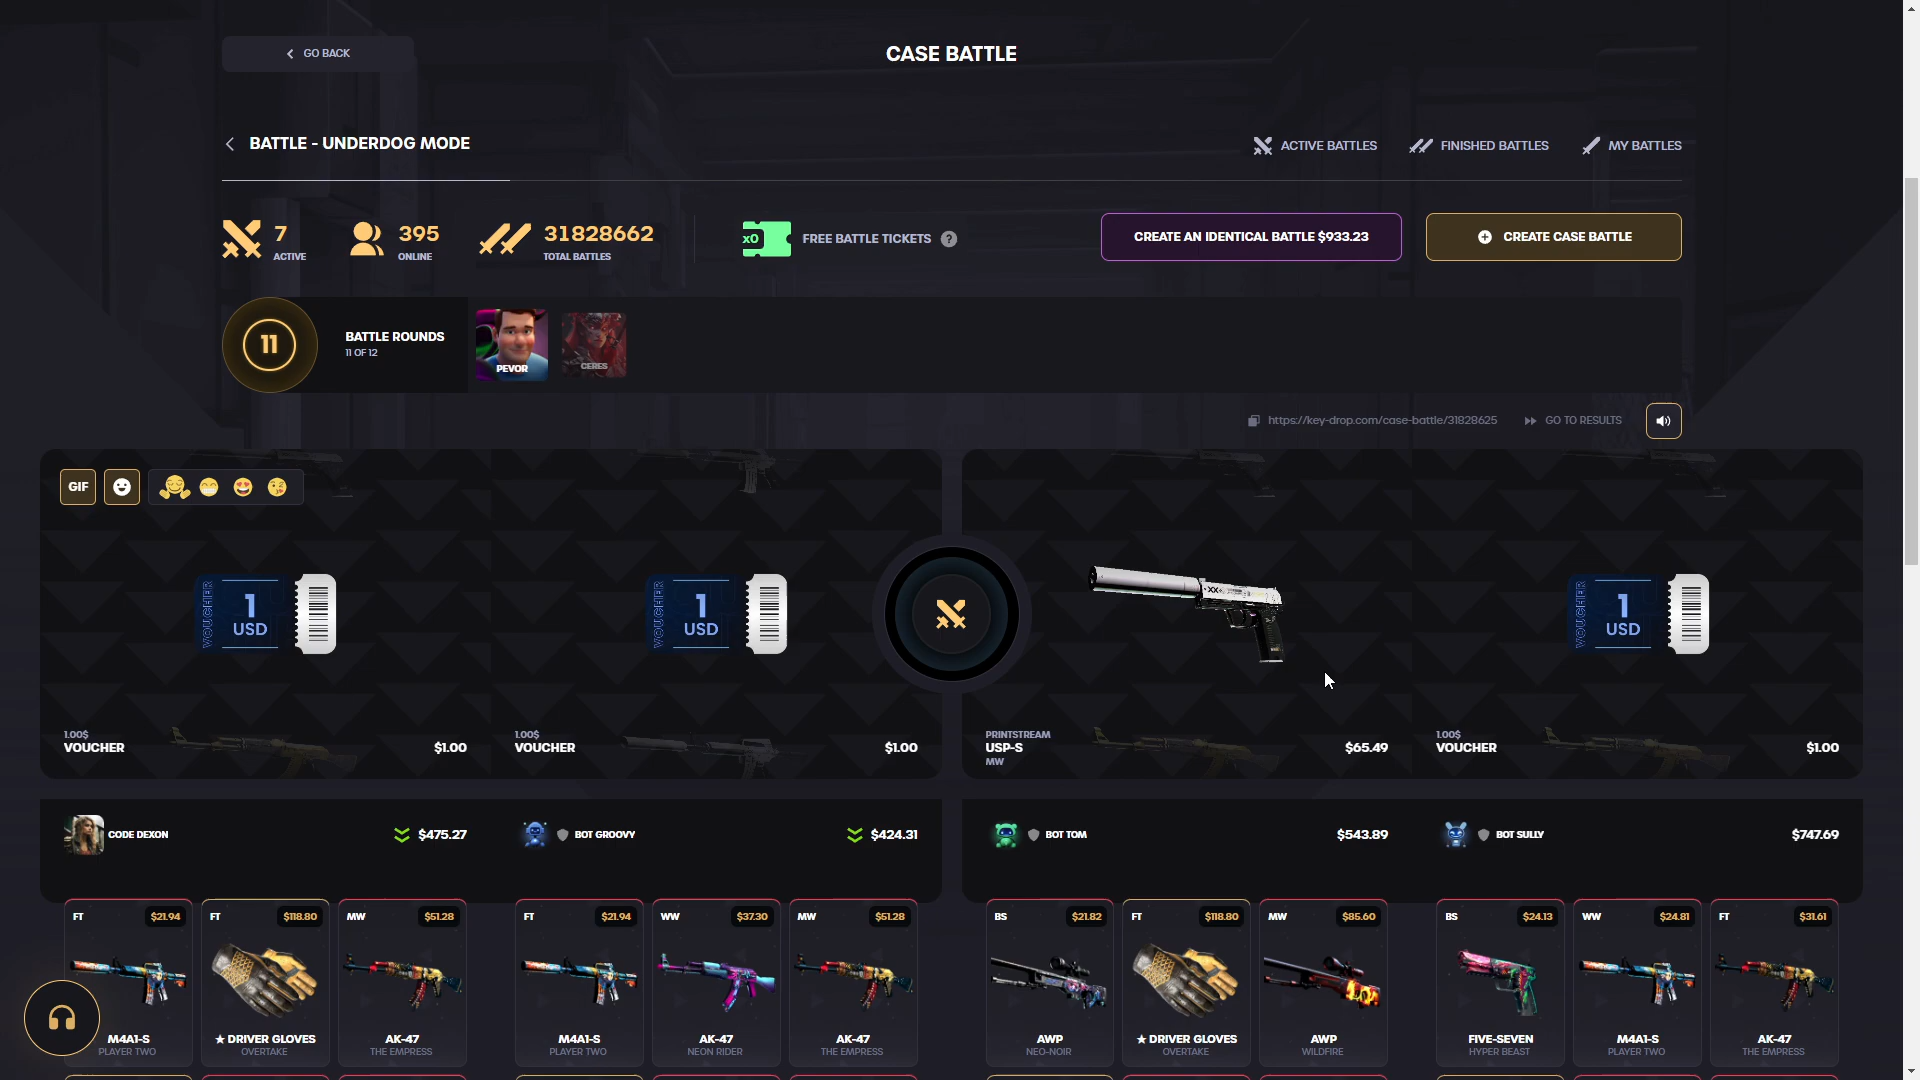 GO BACK
CASE BATTLE
BATTLE - UNDERDOG MODE
ACTIVE BATTLES
FINISHED BATTLES
MY BATTLES
7
ACTIVE
395
ONLINE
31828662
TOTAL BATTLES
x0
FREE BATTLE TICKETS ?
CREATE AN IDENTICAL BATTLE $933.23
CREATE CASE BATTLE
11
BATTLE ROUNDS
11 OF 12
PEVOR
CERES
https://key-drop.com/case-battle/31828625
GO TO RESULTS
GIF
VOUCHER
1
USD
VOUCHER
1
USD
VOUCHER
1
USD
1.00$
VOUCHER
$1.00
1.00$
VOUCHER
$1.00
PRINTSTREAM
USP-S
MW
$65.49
1.00$
VOUCHER
$1.00
CODE DEXON
$475.27
BOT GROOVY
$424.31
BOT TOM
$543.89
BOT SULLY
$747.69
FT $21.94
FT $118.80
MW $51.28
FT $21.94
WW $37.30
MW $51.28
BS $21.82
FT $118.80
MW $85.60
BS $24.13
WW $24.81
FT $31.61
M4A1-S
PLAYER TWO
★ DRIVER GLOVES
OVERTAKE
AK-47
THE EMPRESS
M4A1-S
PLAYER TWO
AK-47
NEON RIDER
AK-47
THE EMPRESS
AWP
NEO-NOIR
★ DRIVER GLOVES
OVERTAKE
AWP
WILDFIRE
FIVE-SEVEN
HYPER BEAST
M4A1-S
PLAYER TWO
AK-47
THE EMPRESS